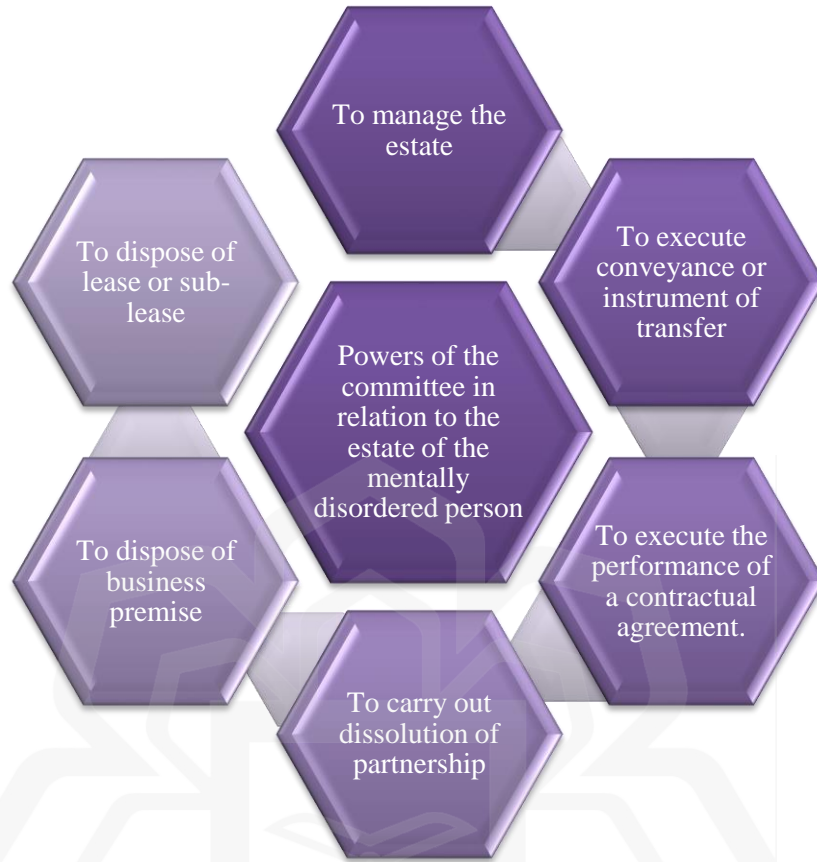 To manage the
estate
To execute
conveyance or
instrument of
transfer
To execute the
performance of
a contractual
agreement.
To carry out
dissolution of
partnership
To dispose of
business
premise
To dispose of
lease or sub-
lease
Powers of the
committee in
relation to the
estate of the
mentally
disordered person